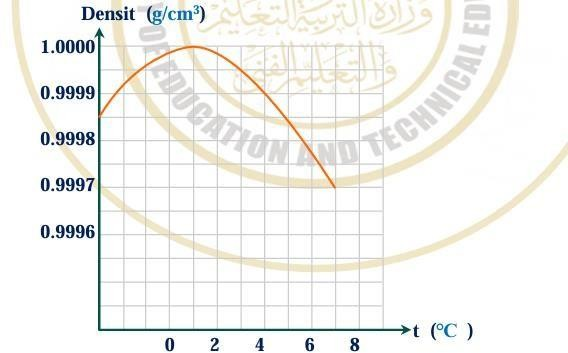 Densit (g/cm³)
وزارة التربية والتعليم
والتعليم الفني
OF EDUCATION AND TECHNICAL ED
1.0000
0.9999
0.9998
0.9997
0.9996
t (°C )
0 2 4 6 8